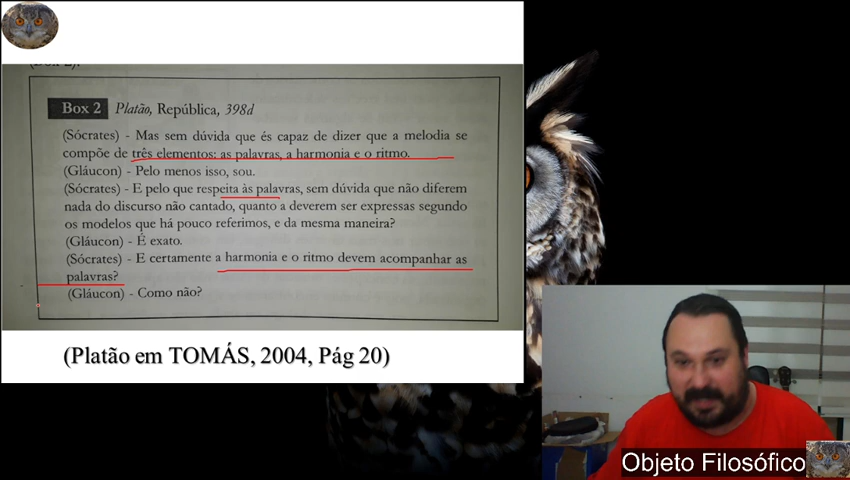 Box 2 Platão, República, 398d
(Sócrates) - Mas sem dúvida que és capaz de dizer que a melodia se
compõe de três elementos: as palavras, a harmonia e o ritmo.
(Gláucon) - Pelo menos isso, sou.
(Sócrates) - E pelo que respeita às palavras, sem dúvida que não diferem
nada do discurso não cantado, quanto a deverem ser expressas segundo
os modelos que há pouco referimos, e da mesma maneira?
(Gláucon) - É exato.
(Sócrates) - E certamente a harmonia e o ritmo devem acompanhar as
palavras?
(Gláucon) - Como não?
(Platão em TOMÁS, 2004, Pág 20)
Objeto Filosófico